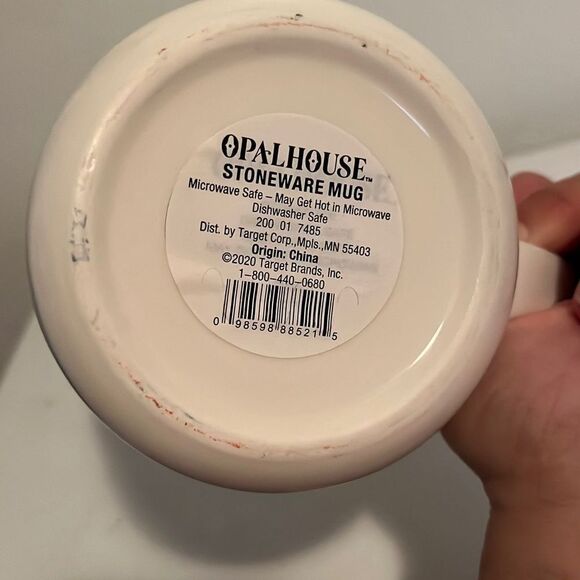 OPALHOUSE™
STONEWARE MUG
Microwave Safe – May Get Hot in Microwave
Dishwasher Safe
200 01 7485
Dist. by Target Corp.,Mpls.,MN 55403
Origin: China
©2020 Target Brands, Inc.
1-800-440-0680
0 98598 88521 5